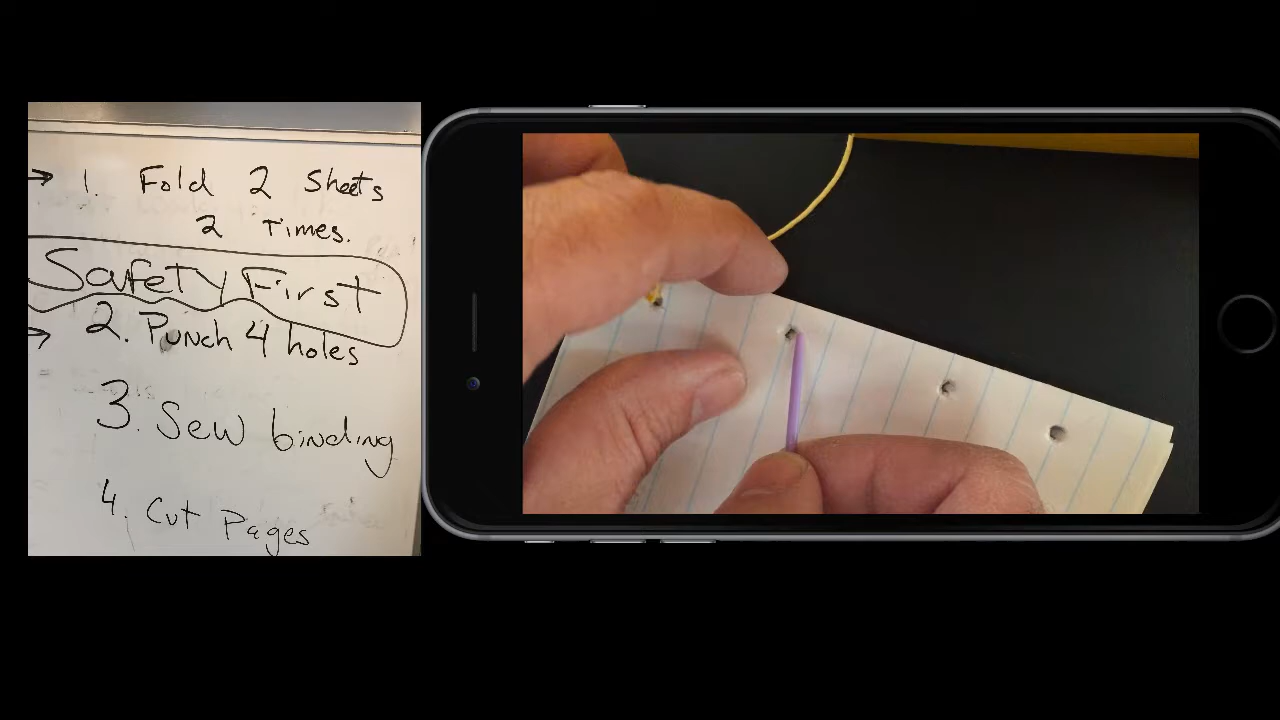 → 1. Fold 2 Sheets
2 Times.
Safety First
→ 2. Punch 4 holes
3. Sew binding
4. Cut Pages